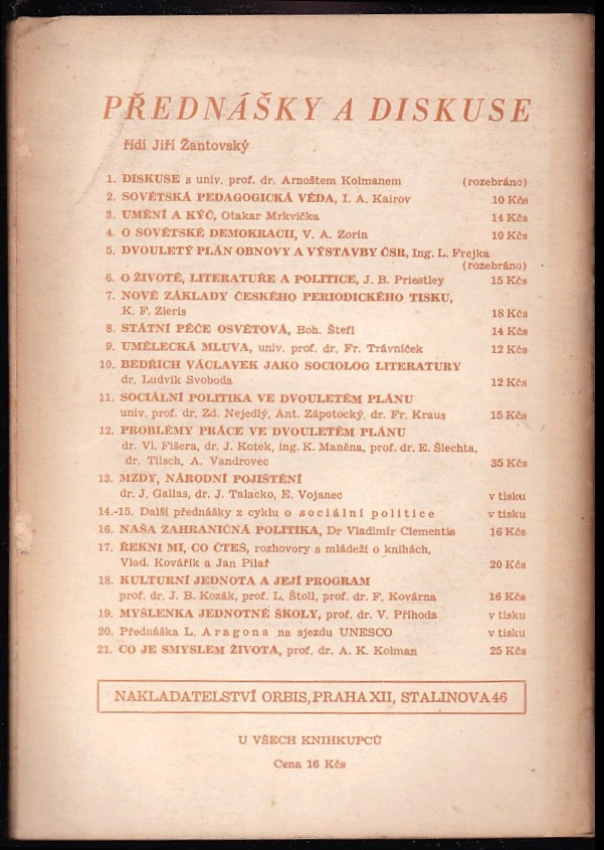 PŘEDNÁŠKY A DISKUSE
řídí Jiří Žantovský
1. DISKUSE s univ. prof. dr. Arnoštem Kolmanem (rozebráno)
2. SOVĚTSKÁ PEDAGOGICKÁ VĚDA, I. A. Kairov 10 Kčs
3. UMĚNÍ A KÝČ, Otakar Mrkvička 14 Kčs
4. O SOVĚTSKÉ DEMOKRACII, V. A. Zorin 10 Kčs
5. DVOULETÝ PLÁN OBNOVY A VÝSTAVBY ČSR, Ing. L. Frejka
(rozebráno)
6. O ŽIVOTĚ, LITERATUŘE A POLITICE, J. B. Priestley 15 Kčs
7. NOVÉ ZÁKLADY ČESKÉHO PERIODICKÉHO TISKU,
K. F. Zieris 18 Kčs
8. STÁTNÍ PÉČE OSVĚTOVÁ, Boh. Štefl 14 Kčs
9. UMĚLECKÁ MLUVA, univ. prof. dr. Fr. Trávníček 12 Kčs
10. BEDŘICH VÁCLAVEK JAKO SOCIOLOG LITERATURY
dr. Ludvík Svoboda 12 Kčs
11. SOCIÁLNÍ POLITIKA VE DVOULETÉM PLÁNU
univ. prof. dr. Zd. Nejedlý, Ant. Zápotocký, dr. Fr. Kraus 15 Kčs
12. PROBLÉMY PRÁCE VE DVOULETÉM PLÁNU
dr. Vl. Fišera, dr. J. Kotek, ing. K. Maněna, prof. dr. E. Šlechta,
dr. Tilsch, A. Vandrovec 35 Kčs
13. MZDY, NÁRODNÍ POJIŠTĚNÍ
dr. J. Gallas, dr. J. Talacko, E. Vojanec v tisku
14.-15. Další přednášky z cyklu o sociální politice v tisku
16. NAŠA ZAHRANIČNÁ POLITIKA, Dr Vladimír Clementis 16 Kčs
17. ŘEKNI MI, CO ČTEŠ, rozhovory s mládeží o knihách,
Vlad. Kovářík a Jan Pilař 20 Kčs
18. KULTURNÍ JEDNOTA A JEJÍ PROGRAM
prof. dr. J. B. Kozák, prof. L. Štoll, prof. dr. F. Kovárna 16 Kčs
19. MYŠLENKA JEDNOTNÉ ŠKOLY, prof. dr. V. Příhoda v tisku
20. Přednáška L. Aragona na sjezdu UNESCO v tisku
21. CO JE SMYSLEM ŽIVOTA, prof. dr. A. K. Kolman 25 Kčs
NAKLADATELSTVÍ ORBIS, PRAHA XII, STALINOVA 46
U VŠECH KNIHKUPCŮ
Cena 16 Kčs